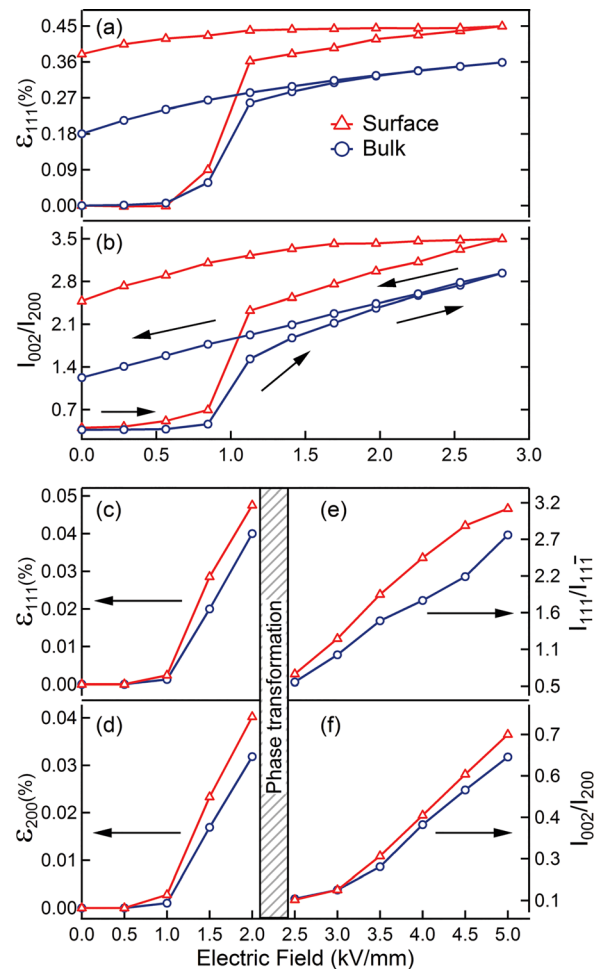 (a)
0.45
0.36
0.27
0.18
0.09
0.00
ε111(%)
Surface
Bulk
(b)
3.5
2.8
2.1
1.4
0.7
I002/I200
0.0 0.5 1.0 1.5 2.0 2.5 3.0
(c)
0.05
0.04
0.03
0.02
0.01
0.00
ε111(%)
Phase transformation
(e)
3.2
2.7
2.2
1.6
1.1
0.5
I111/I111̅
(d)
0.04
0.03
0.02
0.01
0.00
ε200(%)
(f)
0.7
0.6
0.4
0.3
0.1
I002/I200
0.0 0.5 1.0 1.5 2.0 2.5 3.0 3.5 4.0 4.5 5.0
Electric Field (kV/mm)